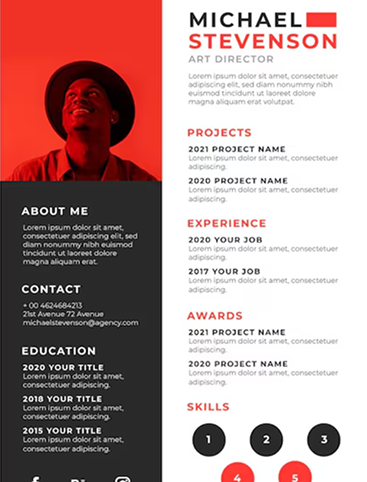 MICHAEL
STEVENSON
ART DIRECTOR
Lorem ipsum dolor sit amet, consectetuer
adipiscing elit, sed diam nonummy nibh
euismod tincidunt ut laoreet dolore
magna aliquam erat volutpat.
PROJECTS
2021 PROJECT NAME
Lorem ipsum dolor sit amet, consectetuer
adipiscing.
2020 PROJECT NAME
Lorem ipsum dolor sit amet, consectetuer
adipiscing.
EXPERIENCE
2020 YOUR JOB
Lorem ipsum dolor sit amet, consectetuer
adipiscing.
2017 YOUR JOB
Lorem ipsum dolor sit amet, consectetuer
adipiscing.
AWARDS
2021 PROJECT NAME
Lorem ipsum dolor sit amet, consectetuer
adipiscing.
2020 PROJECT NAME
Lorem ipsum dolor sit amet, consectetuer
adipiscing.
SKILLS
1 2 3
4 5
ABOUT ME
Lorem ipsum dolor sit amet,
consectetuer adipiscing elit, sed
diam nonummy nibh euismod
tincidunt ut laoreet dolore magna
aliquam erat volutpat.
CONTACT
+ 00 4624684213
21st Avenue 72 Avenue
michaelstevenson@agency.com
EDUCATION
2020 YOUR TITLE
Lorem ipsum dolor sit amet,
consectetuer adipiscing.
2018 YOUR TITLE
Lorem ipsum dolor sit amet,
consectetuer adipiscing.
2015 YOUR TITLE
Lorem ipsum dolor sit amet,
consectetuer adipiscing.